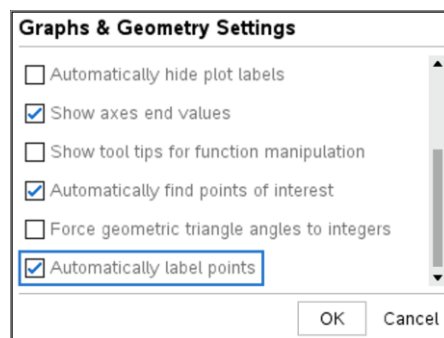 Graphs & Geometry Settings
Automatically hide plot labels
Show axes end values
Show tool tips for function manipulation
Automatically find points of interest
Force geometric triangle angles to integers
Automatically label points
OK Cancel